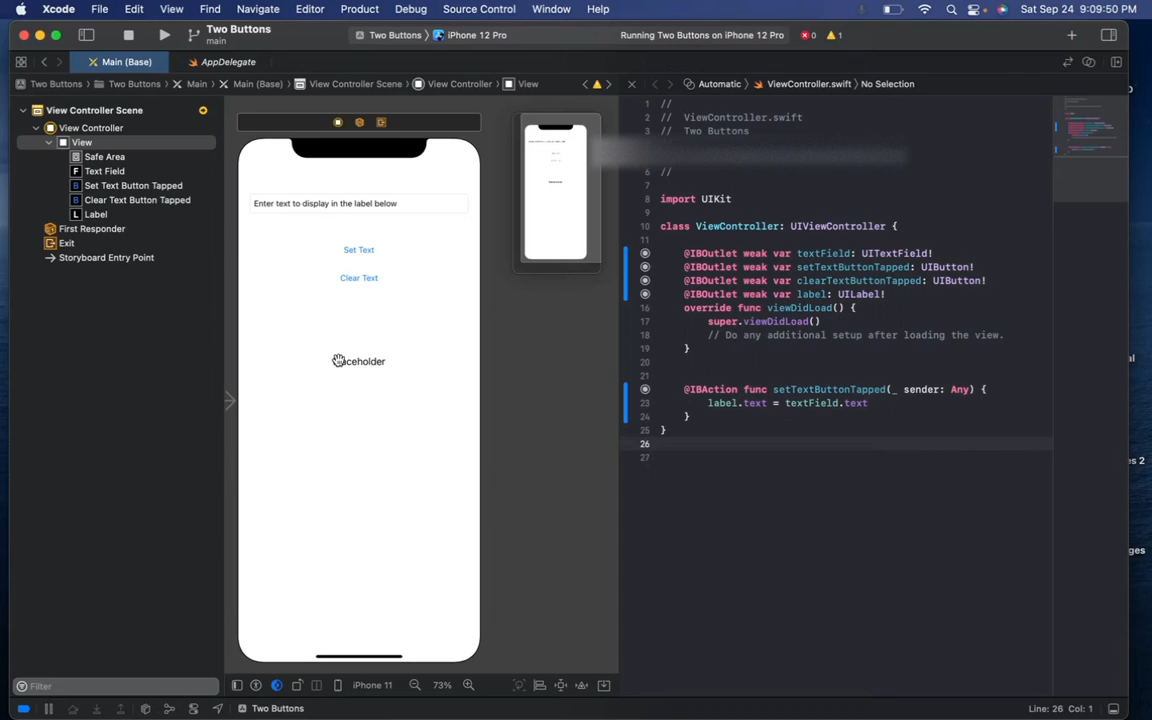 Xcode File Edit View Find Navigate Editor Product Debug Source Control Window Help Sat Sep 24 9:09:50 PM
Two Buttons
main
Two Buttons iPhone 12 Pro
Running Two Buttons on iPhone 12 Pro 0 1
Main (Base) AppDelegate
Two Buttons Two Buttons Main Main (Base) View Controller Scene View Controller View
Automatic ViewController.swift No Selection
View Controller Scene
View Controller
View
Safe Area
F Text Field
B Set Text Button Tapped
B Clear Text Button Tapped
L Label
First Responder
Exit
Storyboard Entry Point
Filter
Enter text to display in the label below
Set Text
Clear Text
aceholder
iPhone 11 73%
1 //
2 // ViewController.swift
3 // Two Buttons
6 //
7
8 import UIKit
9
10 class ViewController: UIViewController {
11
@IBOutlet weak var textField: UITextField!
@IBOutlet weak var setTextButtonTapped: UIButton!
@IBOutlet weak var clearTextButtonTapped: UIButton!
@IBOutlet weak var label: UILabel!
16 override func viewDidLoad() {
17 super.viewDidLoad()
18 // Do any additional setup after loading the view.
19 }
20
21
@IBAction func setTextButtonTapped(_ sender: Any) {
23 label.text = textField.text
24 }
25 }
26
27
al
es 2
ges
Two Buttons
Line: 26 Col: 1